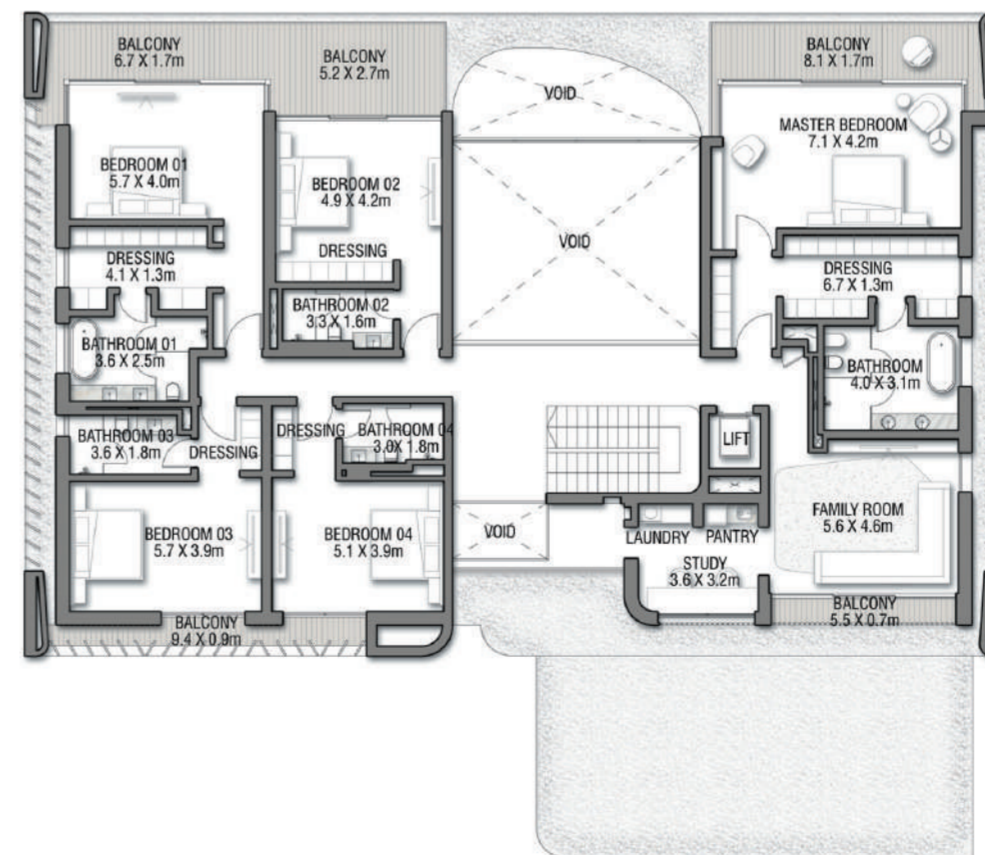 BALCONY
6.7 X 1.7m
BALCONY
5.2 X 2.7m
VOID
BALCONY
8.1 X 1.7m
MASTER BEDROOM
7.1 X 4.2m
BEDROOM 01
5.7 X 4.0m
BEDROOM 02
4.9 X 4.2m
VOID
DRESSING
DRESSING
4.1 X 1.3m
DRESSING
6.7 X 1.3m
BATHROOM 02
3.3 X 1.6m
BATHROOM 01
3.6 X 2.5m
BATHROOM
4.0 X 3.1m
BATHROOM 03
3.6 X 1.8m
DRESSING
DRESSING
BATHROOM 04
3.0X 1.8m
LIFT
BEDROOM 03
5.7 X 3.9m
BEDROOM 04
5.1 X 3.9m
VOID
LAUNDRY
PANTRY
FAMILY ROOM
5.6 X 4.6m
STUDY
3.6 X 3.2m
BALCONY
9.4 X 0.9m
BALCONY
5.5 X 0.7m